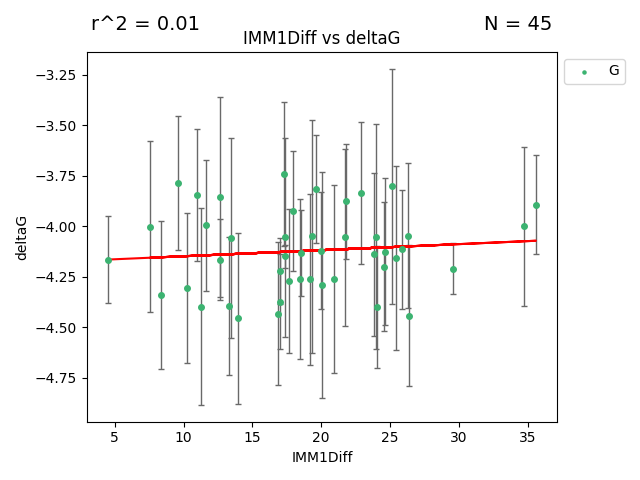 r^2 = 0.01
N = 45
IMM1Diff vs deltaG
G
−3.25
−3.50
−3.75
−4.00
−4.25
−4.50
−4.75
deltaG
5 10 15 20 25 30 35
IMM1Diff